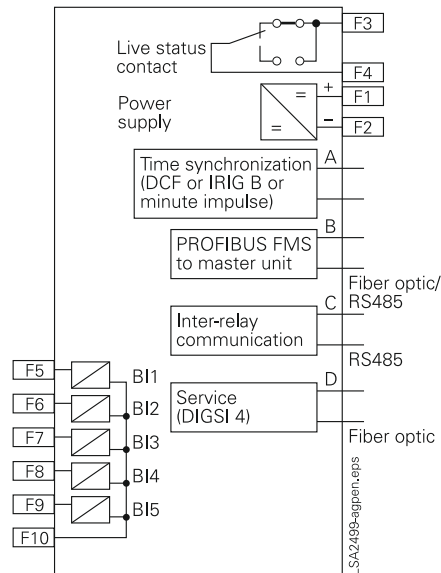 F3
Live status
contact
F4
Power
supply
=
=
+
−
F1
F2
A
Time synchronization
(DCF or IRIG B or
minute impulse)
B
PROFIBUS FMS
to master unit
Fiber optic/
RS485
C
Inter-relay
communication
RS485
D
Service
(DIGSI 4)
Fiber optic
F5
BI1
F6
BI2
F7
BI3
F8
BI4
F9
BI5
F10
LSA2499-agpen.eps